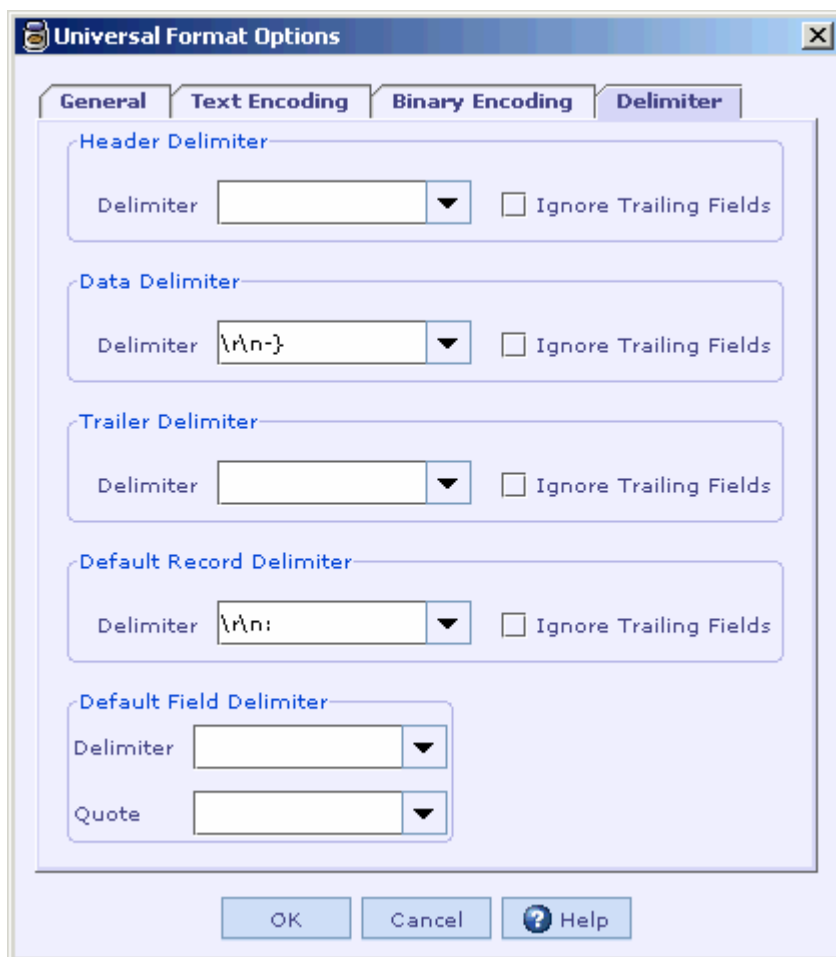 Universal Format Options
General Text Encoding Binary Encoding Delimiter
Header Delimiter
Delimiter Ignore Trailing Fields
Data Delimiter
Delimiter \r\n-} Ignore Trailing Fields
Trailer Delimiter
Delimiter Ignore Trailing Fields
Default Record Delimiter
Delimiter \r\n: Ignore Trailing Fields
Default Field Delimiter
Delimiter
Quote
OK Cancel Help